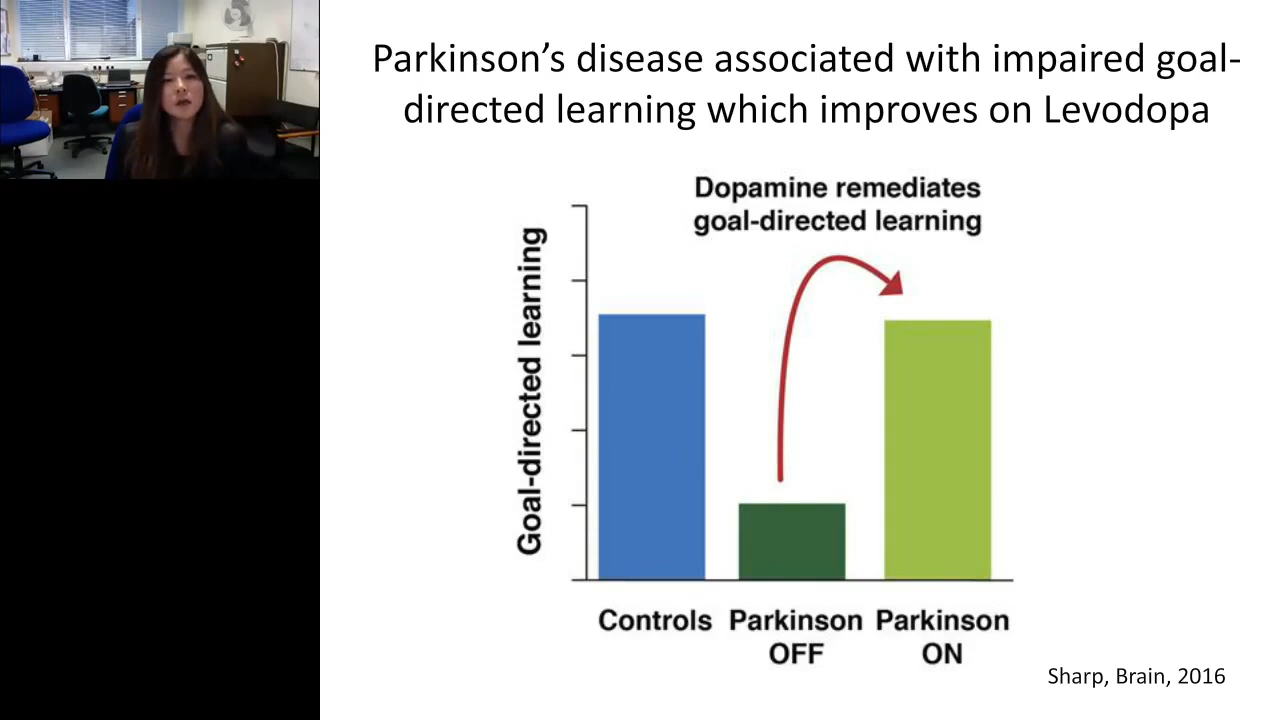 Parkinson’s disease associated with impaired goal-
directed learning which improves on Levodopa
Dopamine remediates
goal-directed learning
Goal-directed learning
Controls
Parkinson
OFF
Parkinson
ON
Sharp, Brain, 2016